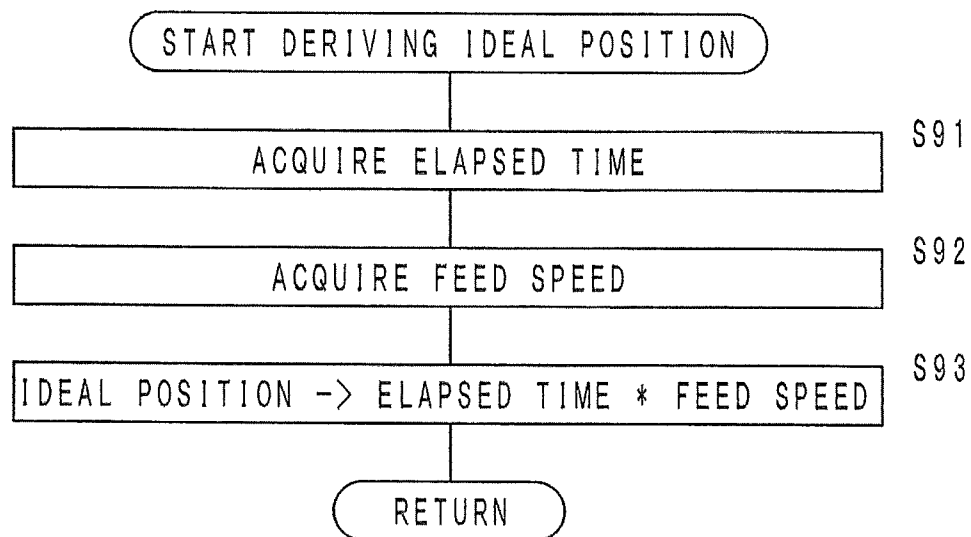 START DERIVING IDEAL POSITION
S91
ACQUIRE ELAPSED TIME
S92
ACQUIRE FEED SPEED
S93
IDEAL POSITION -> ELAPSED TIME * FEED SPEED
RETURN